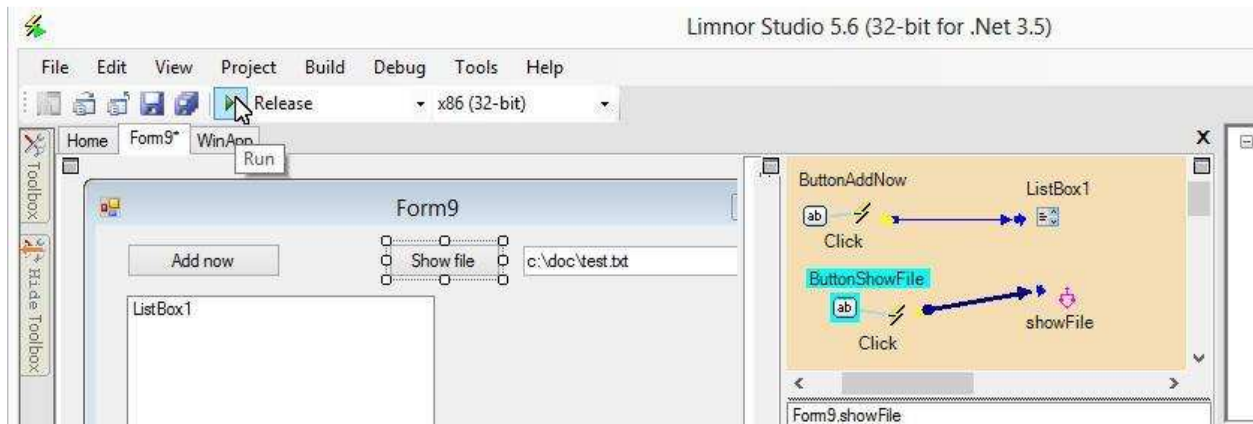 Limnor Studio 5.6 (32-bit for .Net 3.5)
File Edit View Project Build Debug Tools Help
Release x86 (32-bit)
Home Form9* WinApp X
Run
Toolbox
Hide Toolbox
Form9
Add now Show file c:\doc\test.txt
ListBox1
ButtonAddNow ListBox1
ab
Click
ButtonShowFile
ab
showFile
Click
Form9.showFile